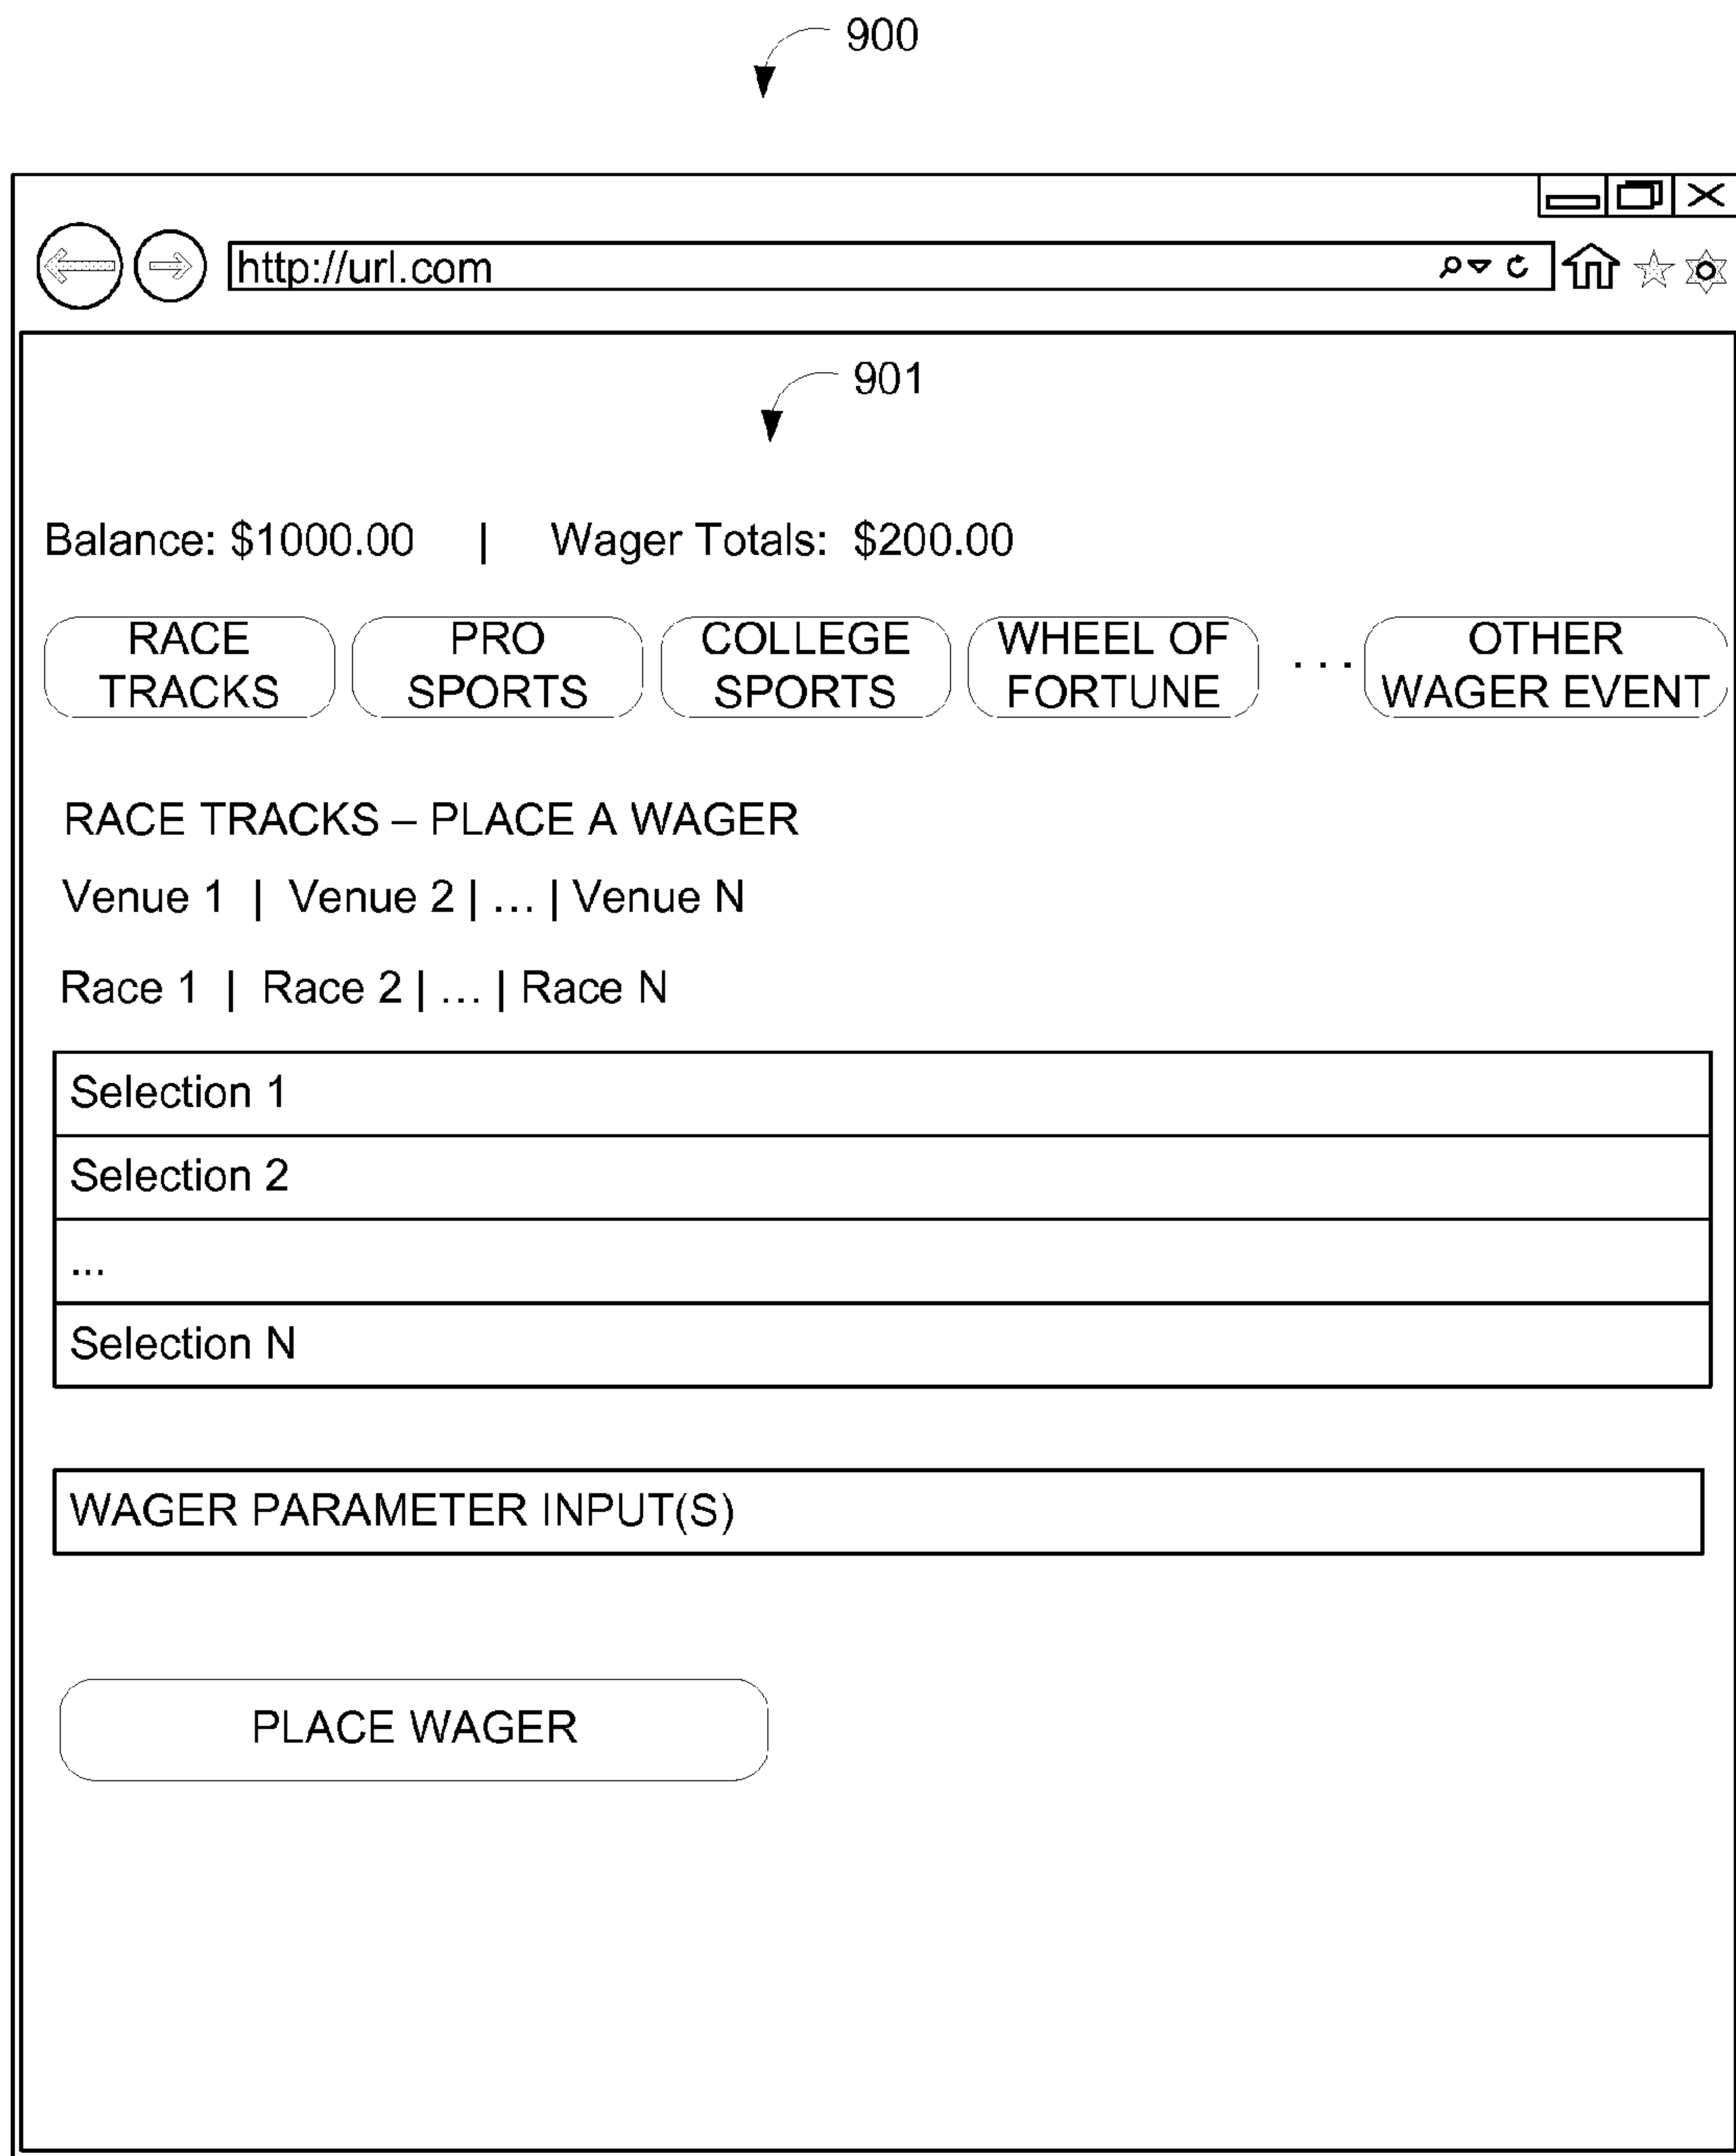 900
http://url.com
901
Balance: $1000.00 | Wager Totals: $200.00
RACE TRACKS
PRO SPORTS
COLLEGE SPORTS
WHEEL OF FORTUNE
. . .
OTHER WAGER EVENT
RACE TRACKS – PLACE A WAGER
Venue 1 | Venue 2 | ... | Venue N
Race 1 | Race 2 | ... | Race N
Selection 1
Selection 2
...
Selection N
WAGER PARAMETER INPUT(S)
PLACE WAGER